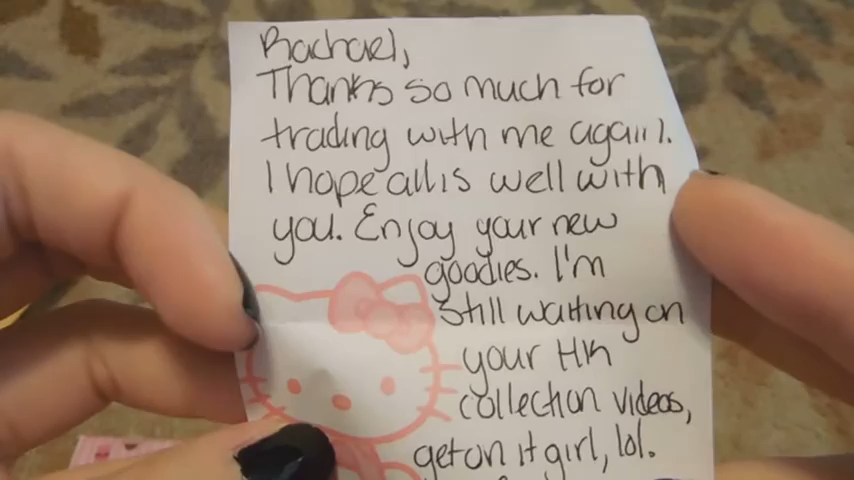 Rachael,
Thanks so much for
trading with me again.
I hope all is well with
you. Enjoy your new
goodies. I'm
still waiting on
your HK
collection videos,
get on it girl, lol.